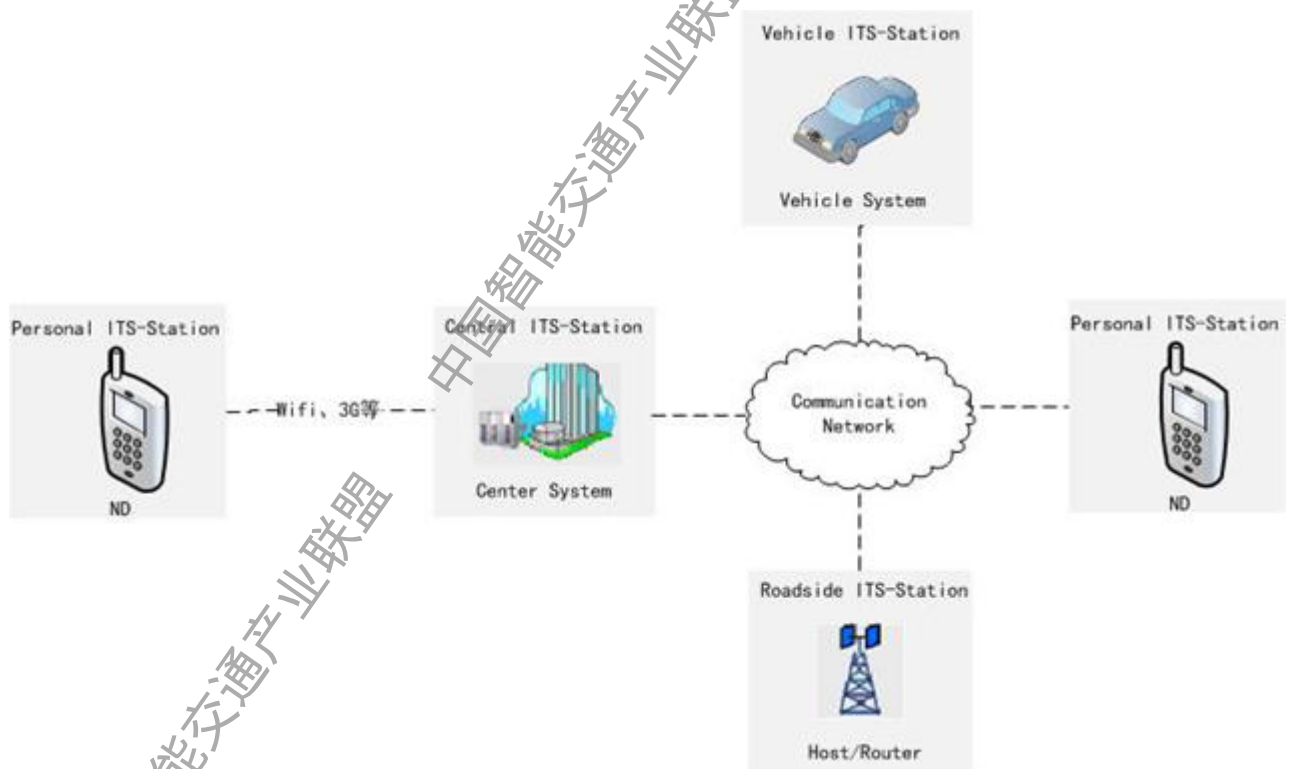 Vehicle ITS-Station
Vehicle System
Personal ITS-Station
ND
Wifi、3G等
Central ITS-Station
Center System
Communication
Network
Personal ITS-Station
ND
Roadside ITS-Station
Host/Router
中国智能交通产业联盟
能交通产业联盟